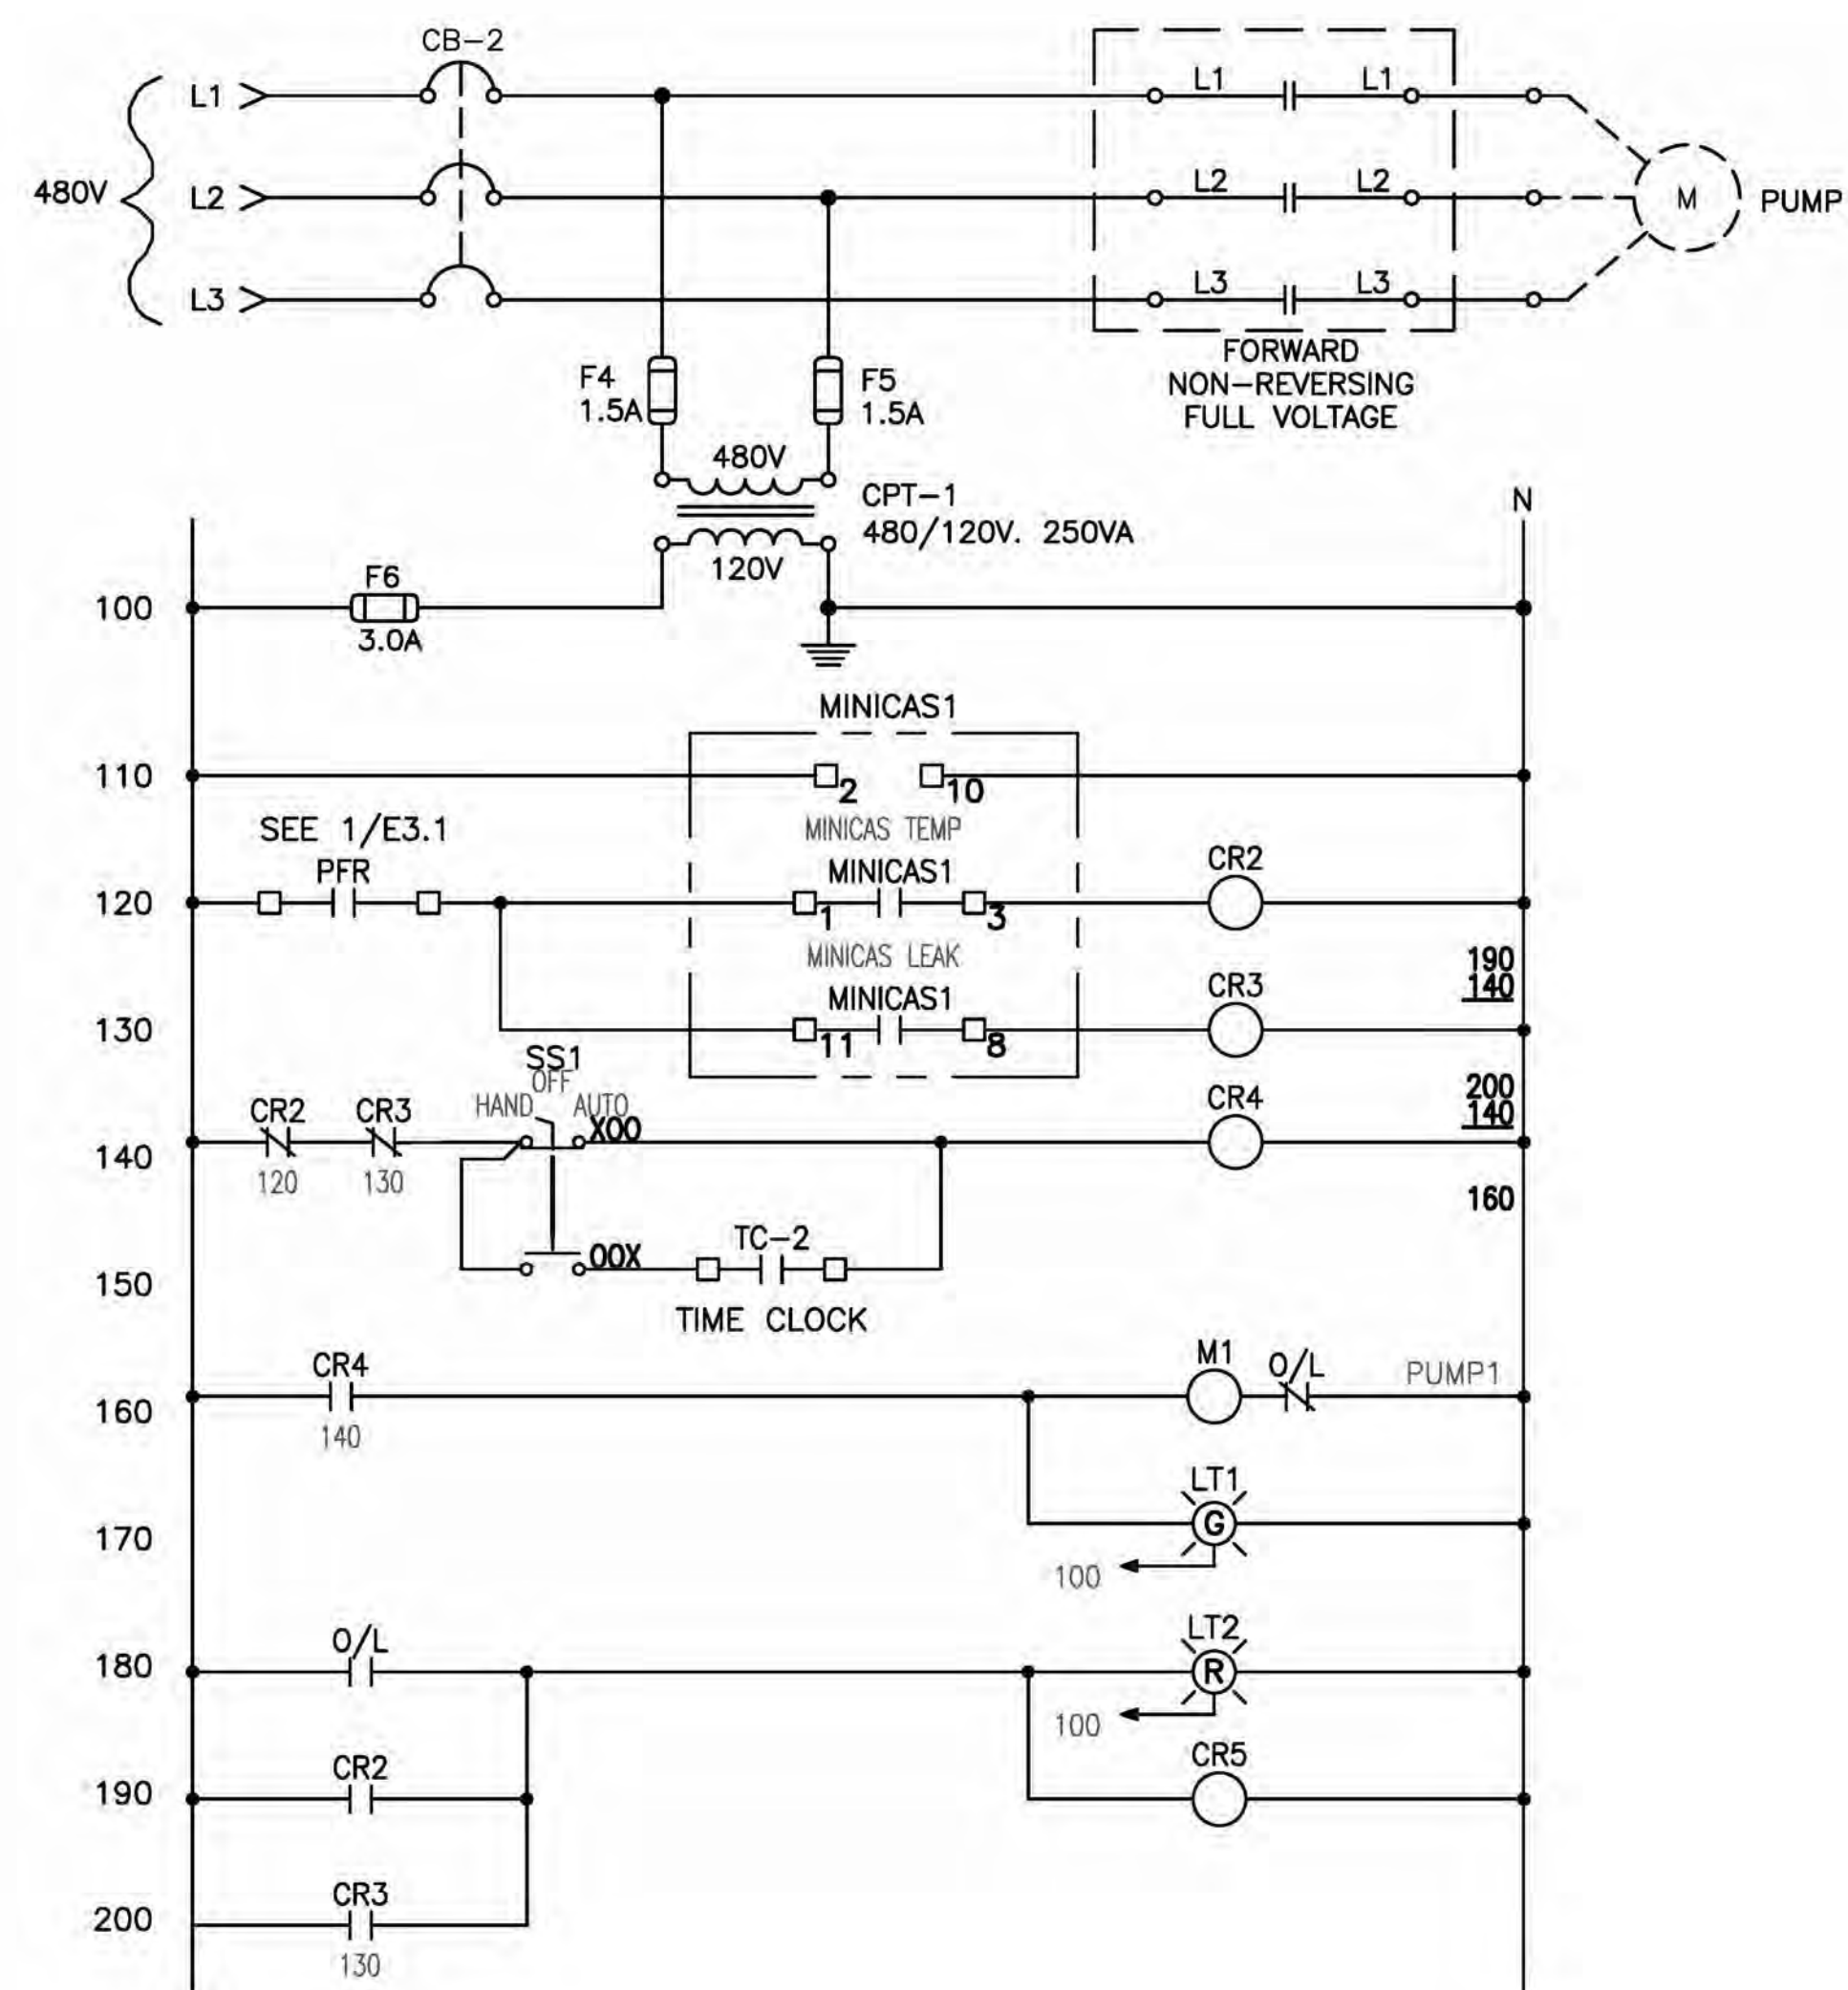 CB-2
480V
L1
L2
L3
L1 L1
L2 L2
L3 L3
M
PUMP
FORWARD
NON-REVERSING
FULL VOLTAGE
F4
1.5A
F5
1.5A
480V
CPT-1
480/120V. 250VA
120V
N
100
F6
3.0A
MINICAS1
110
2
10
MINICAS TEMP
SEE 1/E3.1
PFR
MINICAS1
CR2
120
1
3
MINICAS LEAK
190
140
MINICAS1
CR3
130
11
8
SS1
OFF
HAND AUTO
200
140
CR2
CR3
X00
CR4
140
120
130
160
00X
TC-2
150
TIME CLOCK
CR4
M1
O/L
PUMP1
160
140
LT1
G
170
100
O/L
LT2
180
R
100
CR2
CR5
190
CR3
200
130